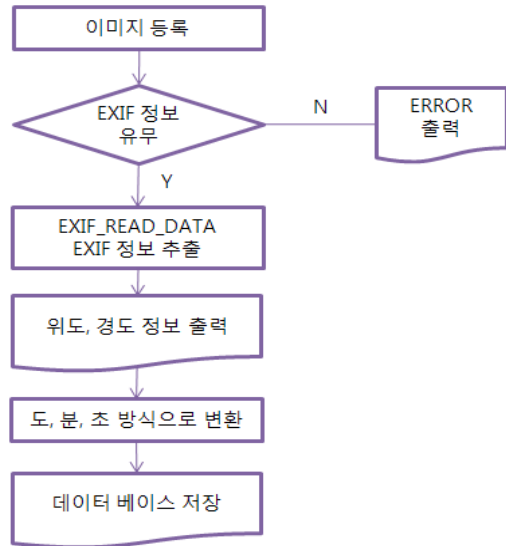 이미지 등록
EXIF 정보
유무
N
ERROR
출력
Y
EXIF_READ_DATA
EXIF 정보 추출
위도, 경도 정보 출력
도, 분, 초 방식으로 변환
데이터 베이스 저장